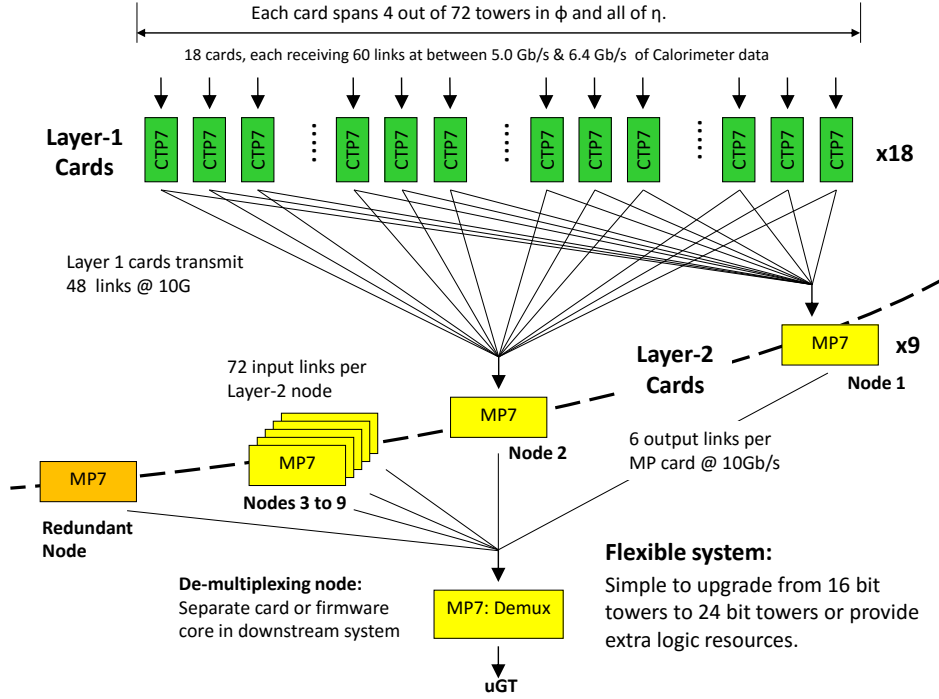 Each card spans 4 out of 72 towers in ϕ and all of η.
18 cards, each receiving 60 links at between 5.0 Gb/s & 6.4 Gb/s of Calorimeter data
Layer-1
Cards
CTP7
CTP7
CTP7
CTP7
CTP7
CTP7
CTP7
CTP7
CTP7
CTP7
CTP7
CTP7
x18
Layer 1 cards transmit
48 links @ 10G
72 input links per
Layer-2 node
Layer-2
Cards
MP7
x9
Node 1
MP7
Node 2
6 output links per
MP card @ 10Gb/s
MP7
Nodes 3 to 9
MP7
Redundant
Node
De-multiplexing node:
Separate card or firmware
core in downstream system
MP7: Demux
uGT
Flexible system:
Simple to upgrade from 16 bit
towers to 24 bit towers or provide
extra logic resources.